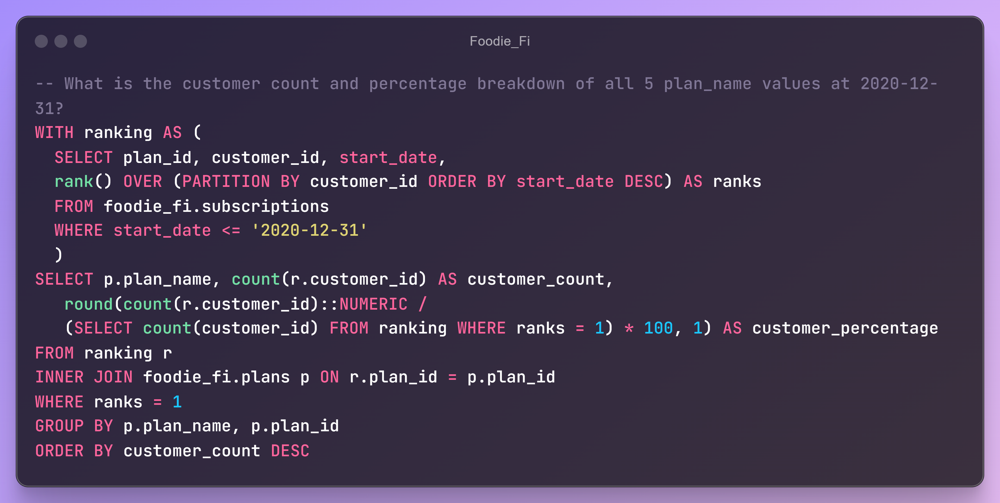 Foodie_Fi
-- What is the customer count and percentage breakdown of all 5 plan_name values at 2020-12-
31?
WITH ranking AS (
  SELECT plan_id, customer_id, start_date,
  rank() OVER (PARTITION BY customer_id ORDER BY start_date DESC) AS ranks
  FROM foodie_fi.subscriptions
  WHERE start_date <= '2020-12-31'
  )
SELECT p.plan_name, count(r.customer_id) AS customer_count,
   round(count(r.customer_id)::NUMERIC /
   (SELECT count(customer_id) FROM ranking WHERE ranks = 1) * 100, 1) AS customer_percentage
FROM ranking r
INNER JOIN foodie_fi.plans p ON r.plan_id = p.plan_id
WHERE ranks = 1
GROUP BY p.plan_name, p.plan_id
ORDER BY customer_count DESC